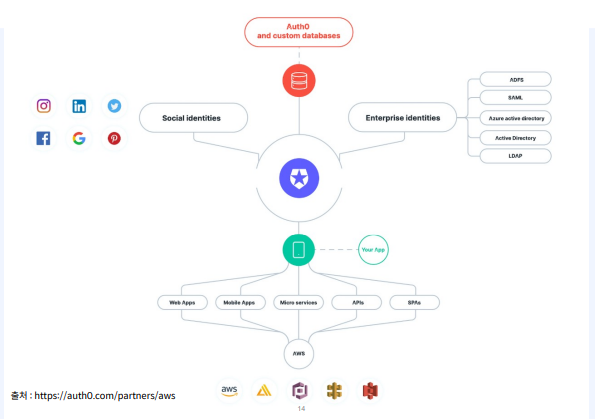 Auth0
and custom databases
Social identities
Enterprise identities
ADFS
SAML
Azure active directory
Active Directory
LDAP
Your App
Web Apps
Mobile Apps
Micro services
APIs
SPAs
AWS
aws
출처 : https://auth0.com/partners/aws
14